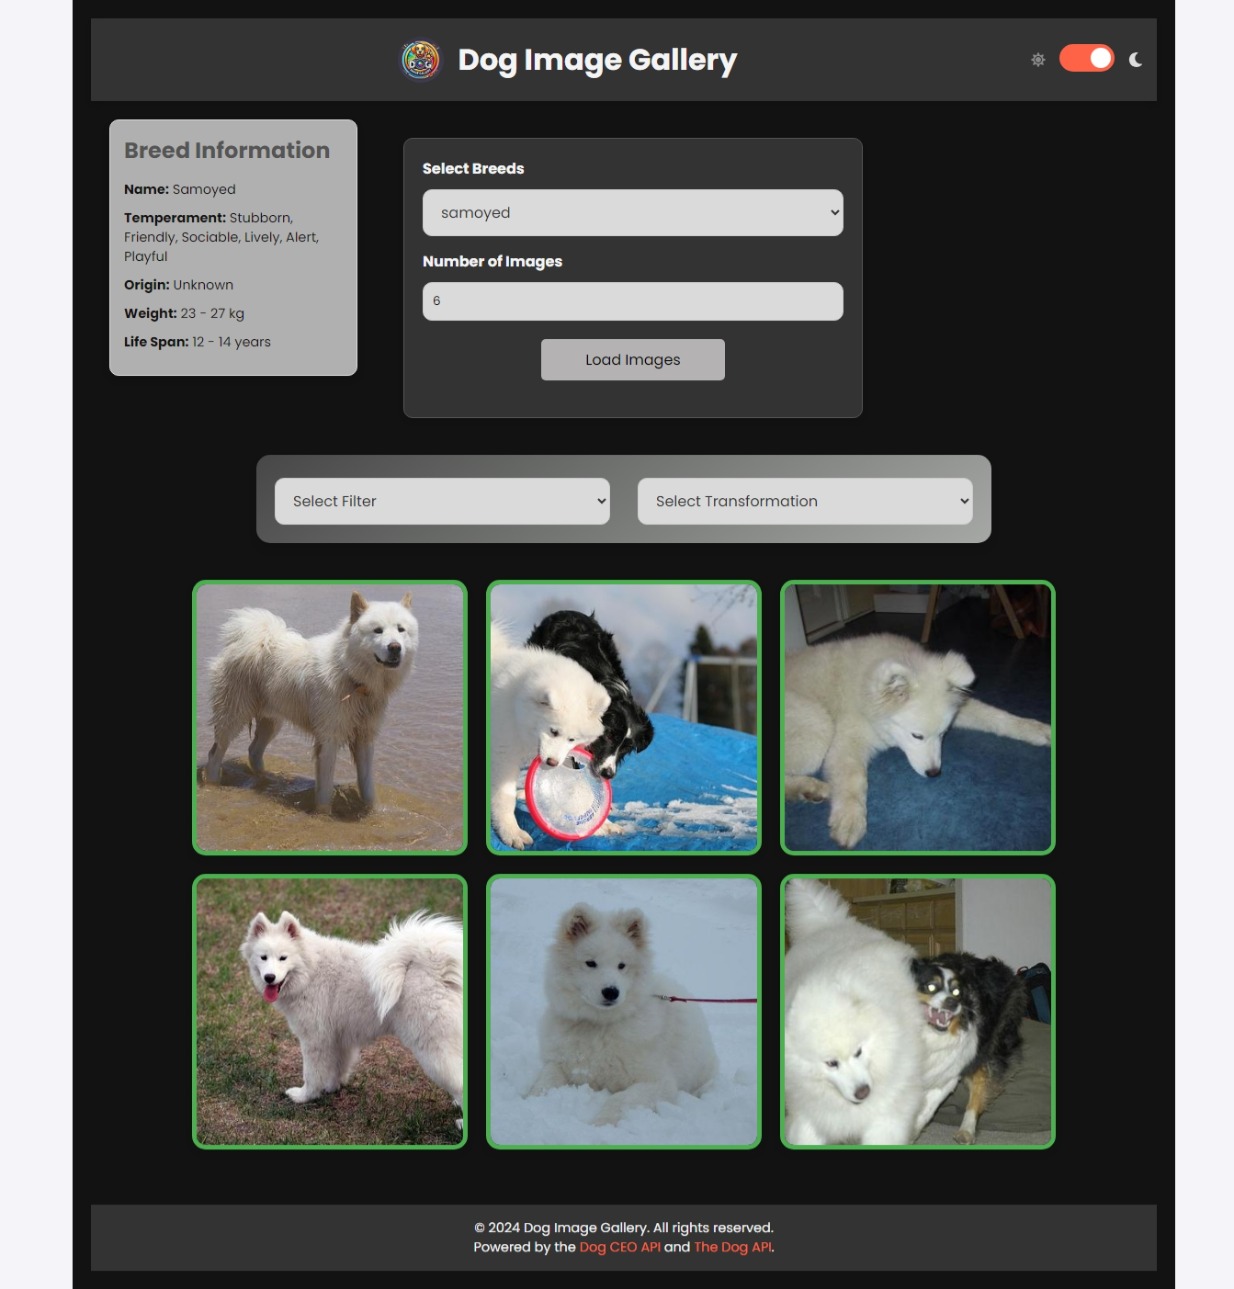 Dog Image Gallery
Breed Information
Name: Samoyed
Temperament: Stubborn,
Friendly, Sociable, Lively, Alert,
Playful
Origin: Unknown
Weight: 23 - 27 kg
Life Span: 12 - 14 years
Select Breeds
samoyed
Number of Images
6
Load Images
Select Filter
Select Transformation
© 2024 Dog Image Gallery. All rights reserved.
Powered by the Dog CEO API and The Dog API.